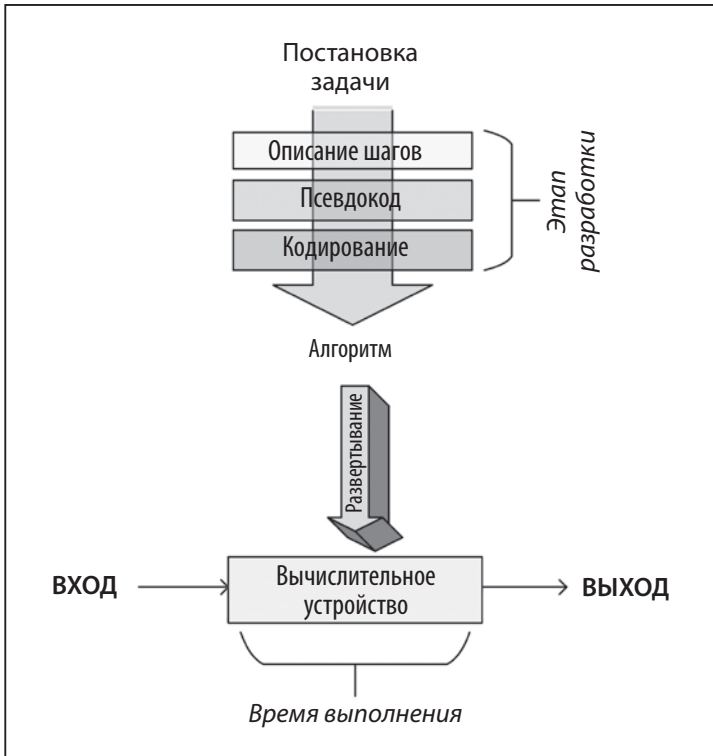 Постановка
задачи
Описание шагов
Псевдокод
Кодирование
Этап
разработки
Алгоритм
Развертывание
ВХОД
Вычислительное
устройство
ВЫХОД
Время выполнения